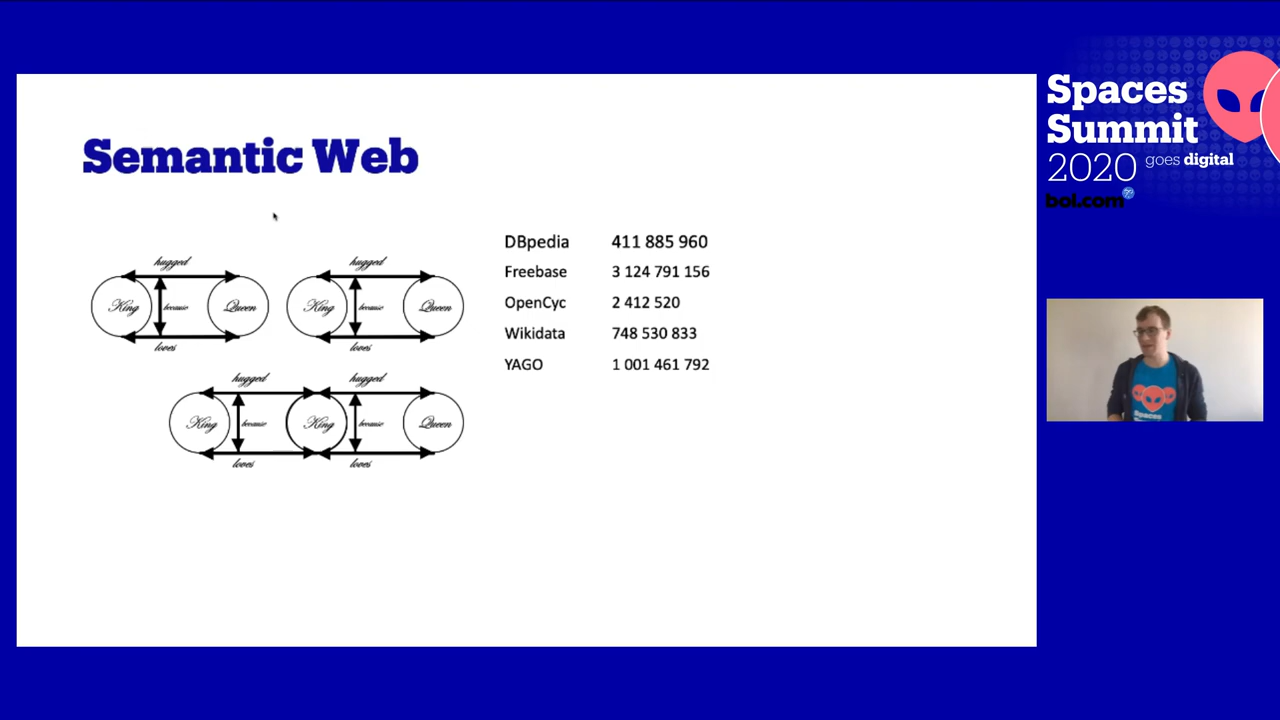 Semantic Web
hugged
King
because
Queen
loves
hugged
King
because
Queen
loves
hugged
hugged
King
because
King
because
Queen
loves
loves
DBpedia 411 885 960
Freebase 3 124 791 156
OpenCyc 2 412 520
Wikidata 748 530 833
YAGO 1 001 461 792
Spaces
Summit
2020 goes digital
bol.com
Spaces